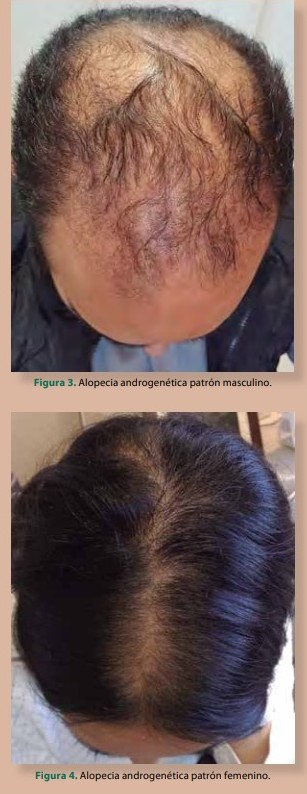 Figura 3. Alopecia androgenética patrón masculino.
Figura 4. Alopecia androgenética patrón femenino.